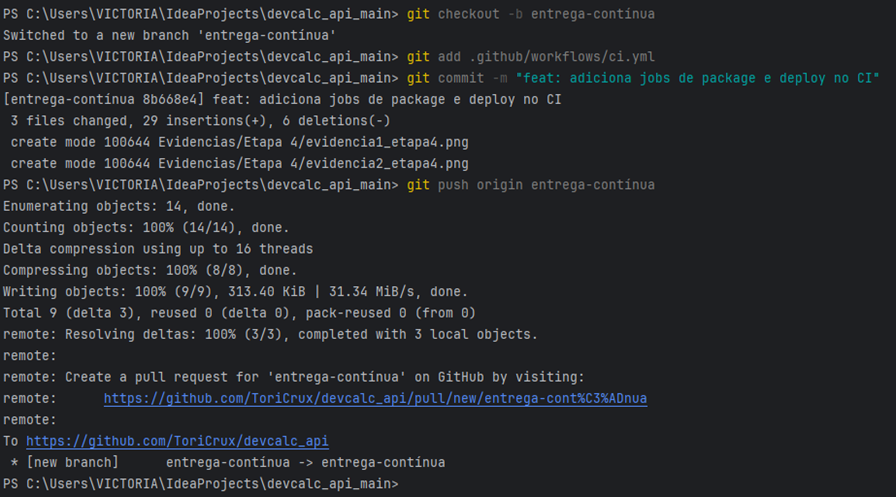 PS C:\Users\VICTORIA\IdeaProjects\devcalc_api_main> git checkout -b entrega-contínua
Switched to a new branch 'entrega-contínua'
PS C:\Users\VICTORIA\IdeaProjects\devcalc_api_main> git add .github/workflows/ci.yml
PS C:\Users\VICTORIA\IdeaProjects\devcalc_api_main> git commit -m "feat: adiciona jobs de package e deploy no CI"
[entrega-contínua 8b668e4] feat: adiciona jobs de package e deploy no CI
 3 files changed, 29 insertions(+), 6 deletions(-)
 create mode 100644 Evidencias/Etapa 4/evidencia1_etapa4.png
 create mode 100644 Evidencias/Etapa 4/evidencia2_etapa4.png
PS C:\Users\VICTORIA\IdeaProjects\devcalc_api_main> git push origin entrega-contínua
Enumerating objects: 14, done.
Counting objects: 100% (14/14), done.
Delta compression using up to 16 threads
Compressing objects: 100% (8/8), done.
Writing objects: 100% (9/9), 313.40 KiB | 31.34 MiB/s, done.
Total 9 (delta 3), reused 0 (delta 0), pack-reused 0 (from 0)
remote: Resolving deltas: 100% (3/3), completed with 3 local objects.
remote:
remote: Create a pull request for 'entrega-contínua' on GitHub by visiting:
remote:      https://github.com/ToriCrux/devcalc_api/pull/new/entrega-cont%C3%ADnua
remote:
To https://github.com/ToriCrux/devcalc_api
 * [new branch]      entrega-contínua -> entrega-contínua
PS C:\Users\VICTORIA\IdeaProjects\devcalc_api_main>